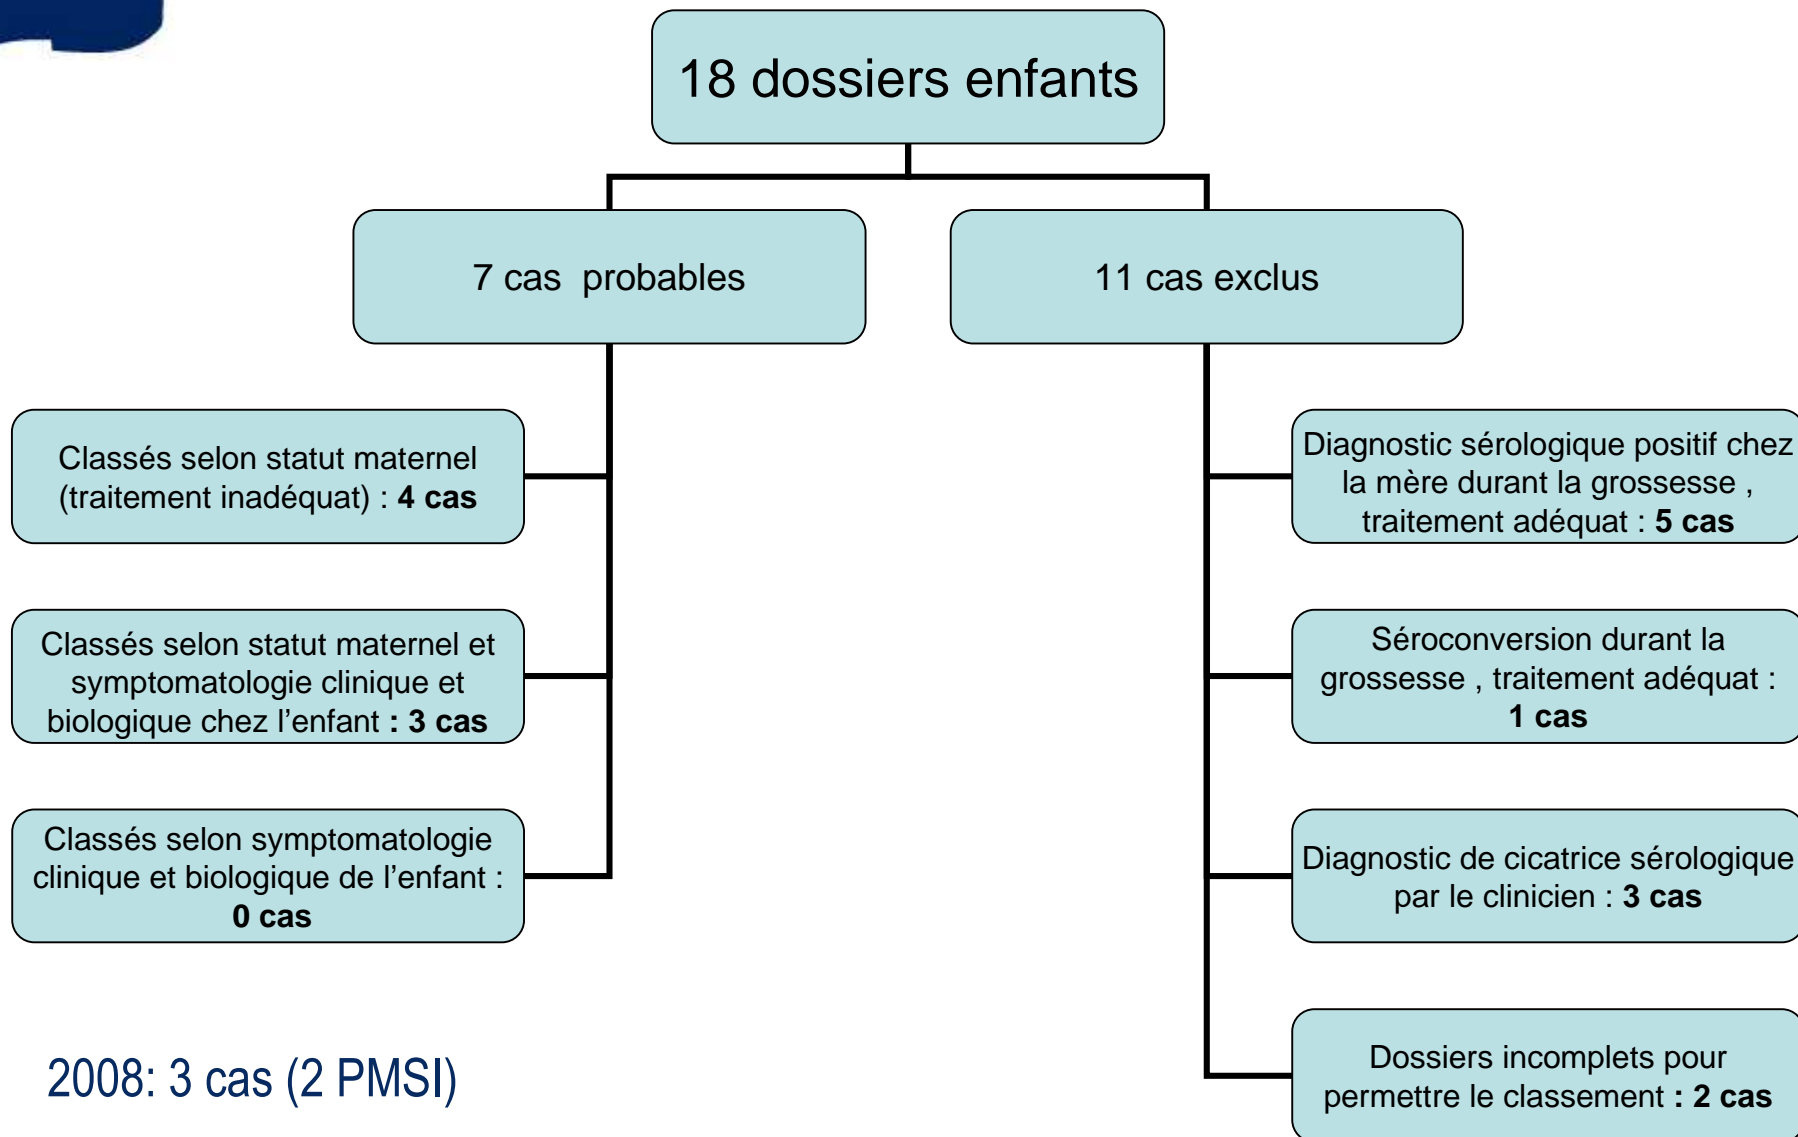 18 dossiers enfants
7 cas  probables
11 cas exclus
Classés selon statut maternel
(traitement inadéquat) : 4 cas
Classés selon statut maternel et
symptomatologie clinique et
biologique chez l’enfant : 3 cas
Classés selon symptomatologie
clinique et biologique de l’enfant :
0 cas
Diagnostic sérologique positif chez
la mère durant la grossesse ,
traitement adéquat : 5 cas
Séroconversion durant la
grossesse , traitement adéquat :
1 cas
Diagnostic de cicatrice sérologique
par le clinicien : 3 cas
Dossiers incomplets pour
permettre le classement : 2 cas
2008: 3 cas (2 PMSI)